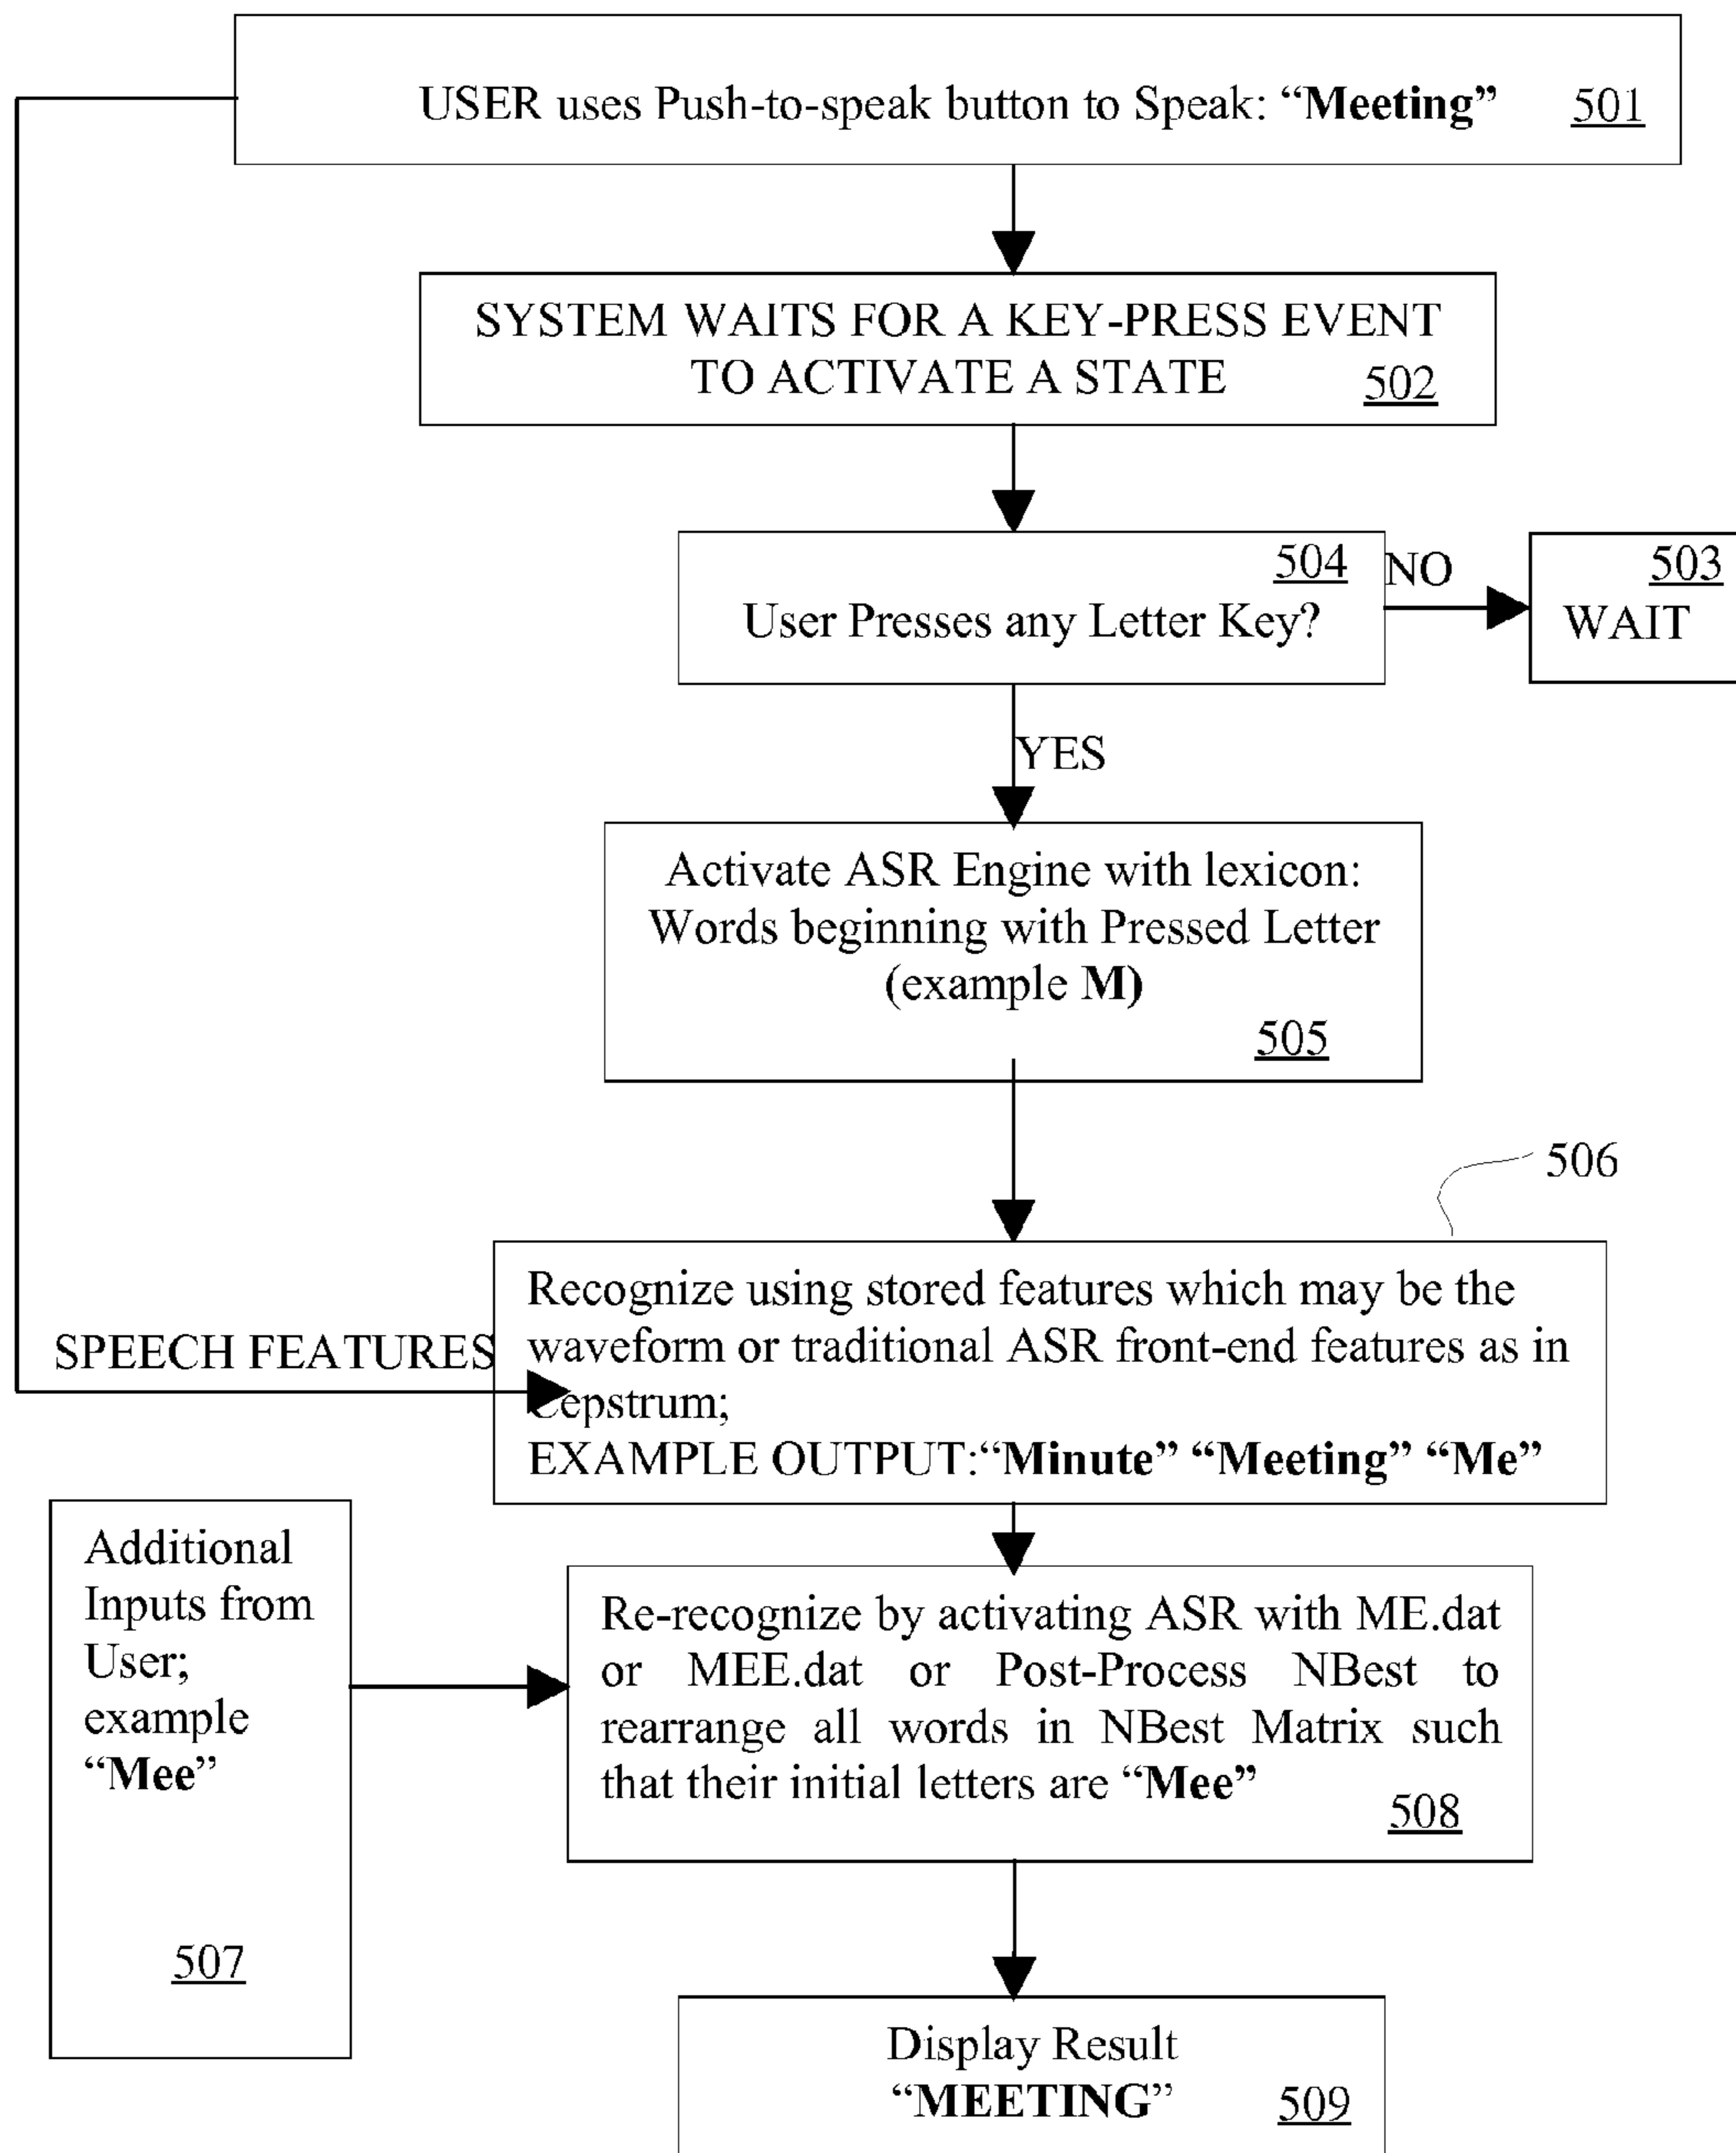 USER uses Push-to-speak button to Speak: “Meeting” 501
SYSTEM WAITS FOR A KEY-PRESS EVENT
TO ACTIVATE A STATE 502
504
User Presses any Letter Key?
NO
503
WAIT
YES
Activate ASR Engine with lexicon:
Words beginning with Pressed Letter
(example M)
505
506
SPEECH FEATURES
Recognize using stored features which may be the
waveform or traditional ASR front-end features as in
Cepstrum;
EXAMPLE OUTPUT:“Minute” “Meeting” “Me”
Additional
Inputs from
User;
example
“Mee”
507
Re-recognize by activating ASR with ME.dat
or MEE.dat or Post-Process NBest to
rearrange all words in NBest Matrix such
that their initial letters are “Mee”
508
Display Result
“MEETING” 509